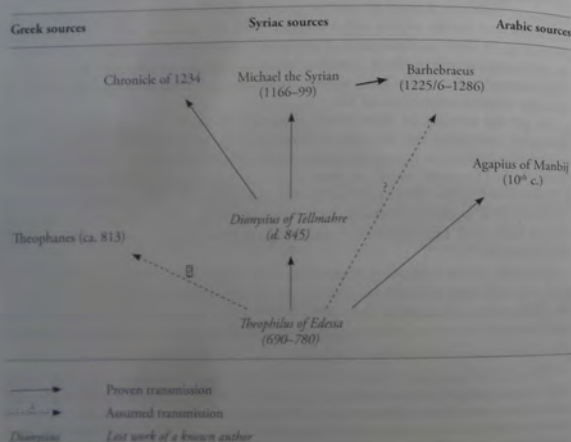 Greek sources
Syriac sources
Arabic sources
Chronicle of 1234
Michael the Syrian
(1166–99)
Barhebraeus
(1225/6–1286)
Agapius of Manbij
(10th c.)
?
Dionysius of Tellmahre
(d. 845)
Theophanes (ca. 813)
Theophilus of Edessa
(690–780)
Proven transmission
Assumed transmission
Dionysius
Lost work of a known author